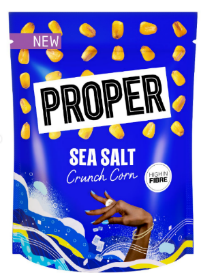 NEW
PROPER
SEA SALT
Crunch Corn
HIGH IN
FIBRE